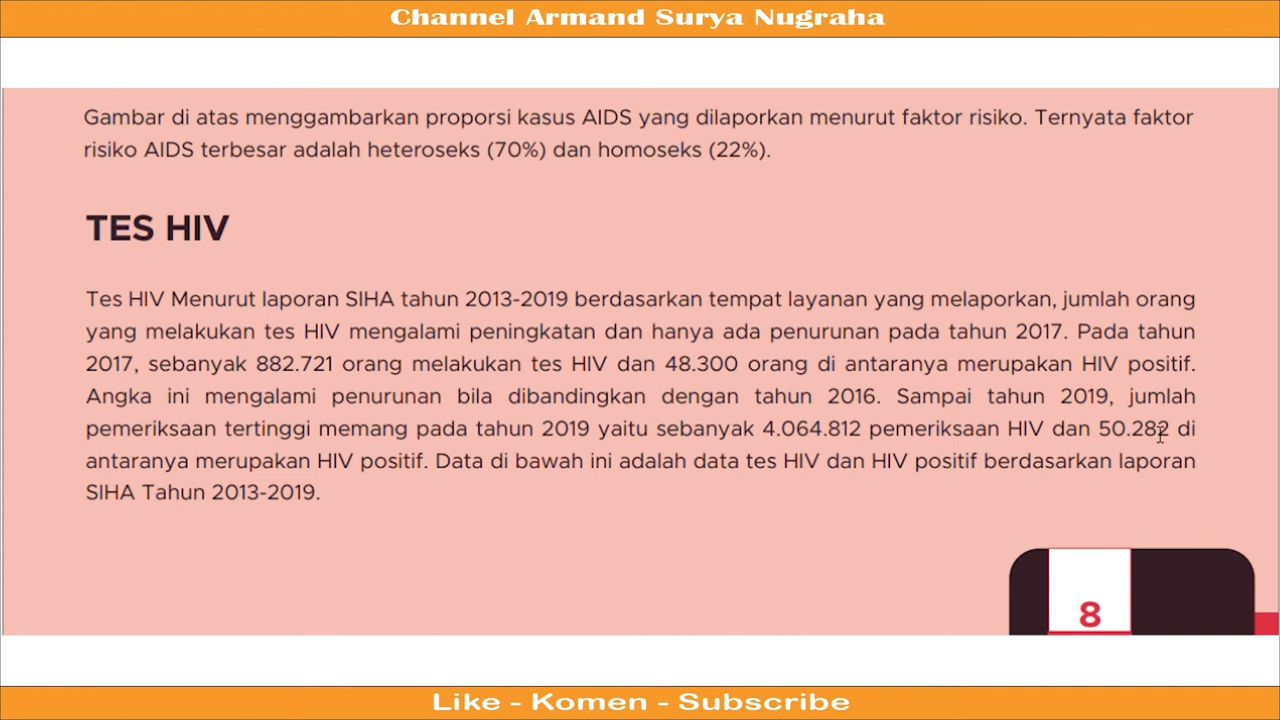 Channel Armand Surya Nugraha
Gambar di atas menggambarkan proporsi kasus AIDS yang dilaporkan menurut faktor risiko. Ternyata faktor
risiko AIDS terbesar adalah heteroseks (70%) dan homoseks (22%).
TES HIV
Tes HIV Menurut laporan SIHA tahun 2013-2019 berdasarkan tempat layanan yang melaporkan, jumlah orang
yang melakukan tes HIV mengalami peningkatan dan hanya ada penurunan pada tahun 2017. Pada tahun
2017, sebanyak 882.721 orang melakukan tes HIV dan 48.300 orang di antaranya merupakan HIV positif.
Angka ini mengalami penurunan bila dibandingkan dengan tahun 2016. Sampai tahun 2019, jumlah
pemeriksaan tertinggi memang pada tahun 2019 yaitu sebanyak 4.064.812 pemeriksaan HIV dan 50.282 di
antaranya merupakan HIV positif. Data di bawah ini adalah data tes HIV dan HIV positif berdasarkan laporan
SIHA Tahun 2013-2019.
8
Like - Komen - Subscribe